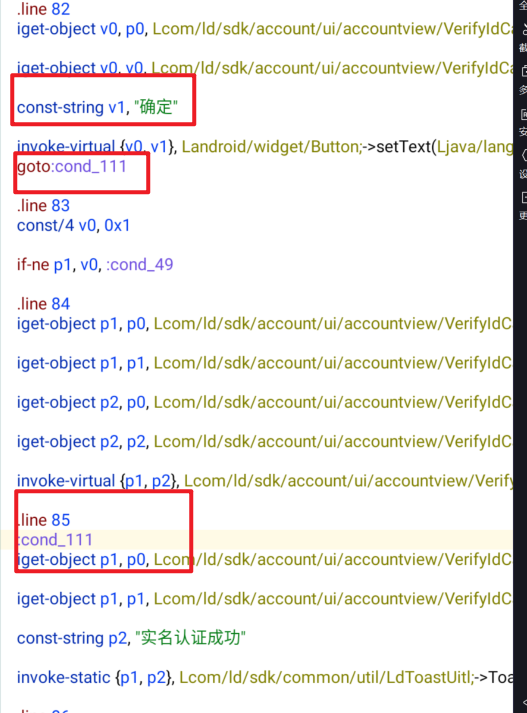 .line 82
iget-object v0, p0, Lcom/ld/sdk/account/ui/accountview/VerifyIdCa
iget-object v0, v0, Lcom/ld/sdk/account/ui/accountview/VerifyIdCa
const-string v1, "确定"
invoke-virtual {v0, v1}, Landroid/widget/Button;->setText(Ljava/lang
goto:cond_111
.line 83
const/4 v0, 0x1
if-ne p1, v0, :cond_49
.line 84
iget-object p1, p0, Lcom/ld/sdk/account/ui/accountview/VerifyIdC
iget-object p1, p1, Lcom/ld/sdk/account/ui/accountview/VerifyIdC
iget-object p2, p0, Lcom/ld/sdk/account/ui/accountview/VerifyIdC
iget-object p2, p2, Lcom/ld/sdk/account/ui/accountview/VerifyIdC
invoke-virtual {p1, p2}, Lcom/ld/sdk/account/ui/accountview/Verify
.line 85
:cond_111
iget-object p1, p0, Lcom/ld/sdk/account/ui/accountview/VerifyIdC
iget-object p1, p1, Lcom/ld/sdk/account/ui/accountview/VerifyIdC
const-string p2, "实名认证成功"
invoke-static {p1, p2}, Lcom/ld/sdk/common/util/LdToastUitl;->Toa
全
多
安
更